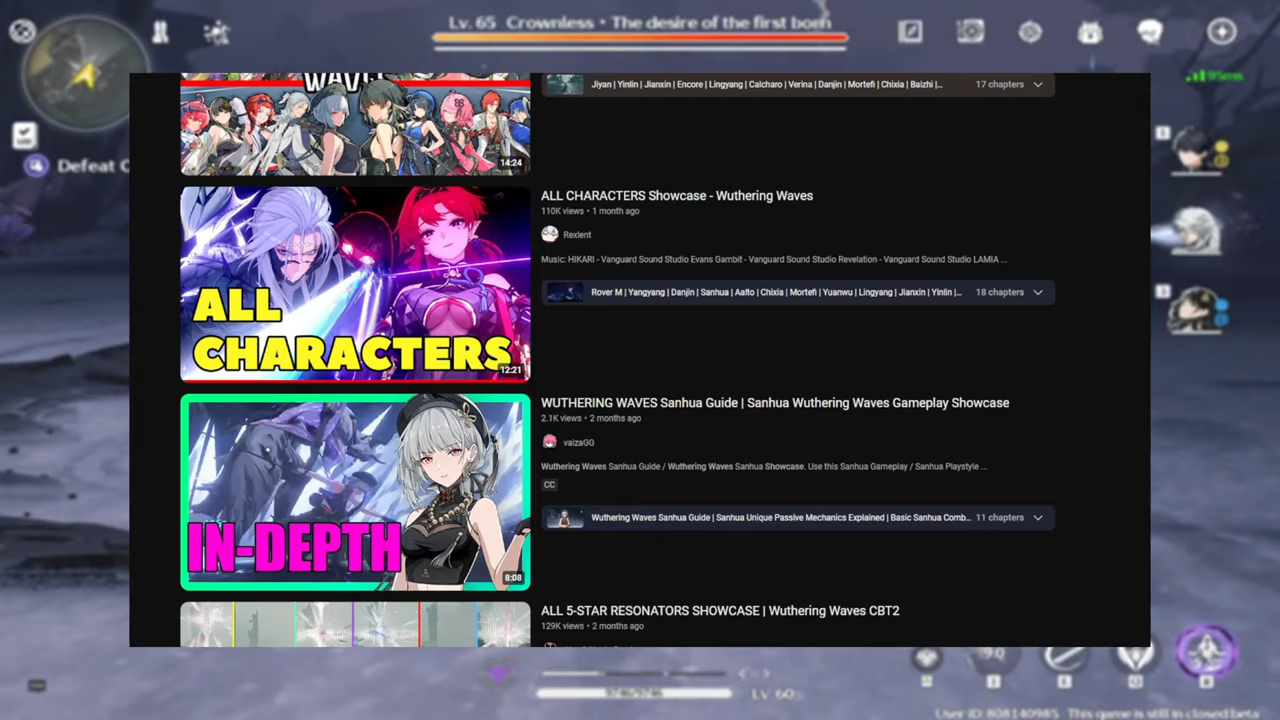 Lv. 65 Crownless • The desire of the first born
95ms
Defeat C
WAVE
14:24
Jiyan | Yinlin | Jianxin | Encore | Lingyang | Calcharo | Verina | Danjin | Mortefi | Chixia | Baizhi |...
17 chapters
ALL
CHARACTERS
12:21
ALL CHARACTERS Showcase - Wuthering Waves
110K views • 1 month ago
Rexlent
Music: HIKARI - Vanguard Sound Studio Evans Gambit - Vanguard Sound Studio Revelation - Vanguard Sound Studio LAMIA ...
Rover M | Yangyang | Danjin | Sanhua | Aalto | Chixia | Mortefi | Yuanwu | Lingyang | Jianxin | Yinlin |...
18 chapters
IN-DEPTH
8:08
WUTHERING WAVES Sanhua Guide | Sanhua Wuthering Waves Gameplay Showcase
2.1K views • 2 months ago
vaizaGG
Wuthering Waves Sanhua Guide / Wuthering Waves Sanhua Showcase. Use this Sanhua Gameplay / Sanhua Playstyle ...
CC
Wuthering Waves Sanhua Guide | Sanhua Unique Passive Mechanics Explained | Basic Sanhua Comb...
11 chapters
ALL 5-STAR RESONATORS SHOWCASE | Wuthering Waves CBT2
129K views • 2 months ago
Lv. 60
User ID: 808140985 This game is still in closed beta